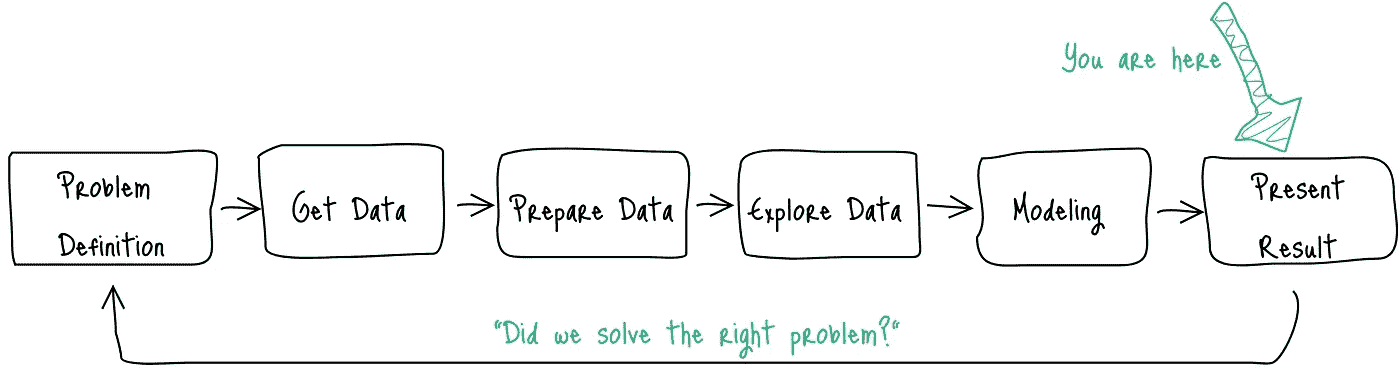 You are here
Problem
Definition
Get Data
Prepare Data
Explore Data
Modeling
Present
Result
"Did we solve the right problem?"